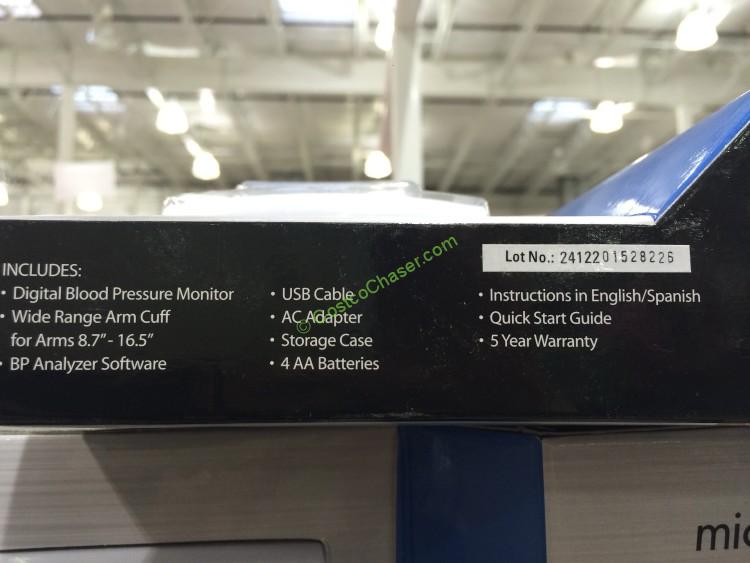 Lot No.: 2412201528226
INCLUDES:
• Digital Blood Pressure Monitor
• Wide Range Arm Cuff
for Arms 8.7" - 16.5"
• BP Analyzer Software
• USB Cable
• AC Adapter
• Storage Case
• 4 AA Batteries
• Instructions in English/Spanish
• Quick Start Guide
• 5 Year Warranty
© CostcoChaser.com
mic